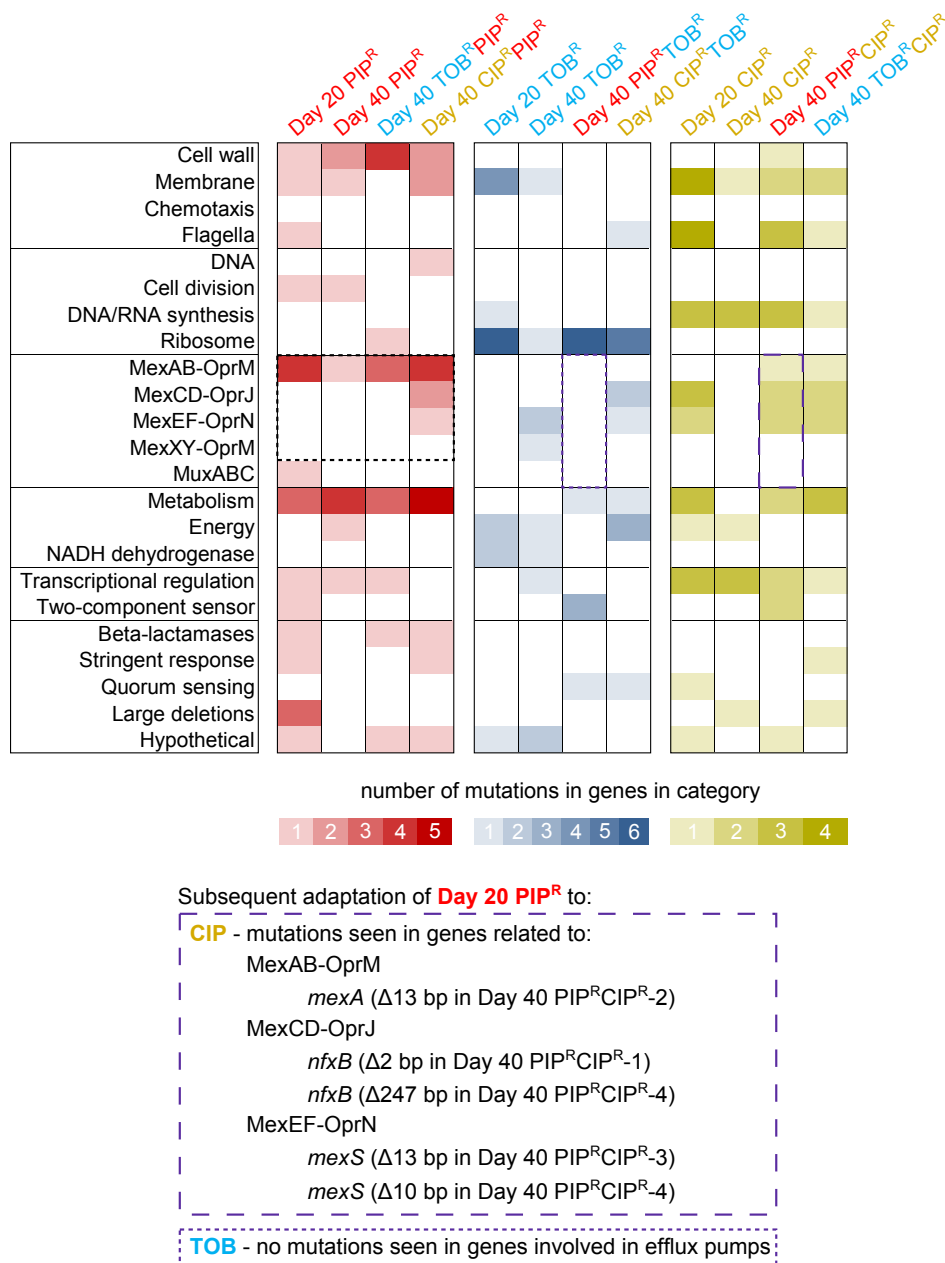 Day 20 PIPᴿ
Day 40 PIPᴿ
Day 40 TOBᴿPIPᴿ
Day 40 CIPᴿPIPᴿ
Day 20 TOBᴿ
Day 40 TOBᴿ
Day 40 PIPᴿTOBᴿ
Day 40 CIPᴿTOBᴿ
Day 20 CIPᴿ
Day 40 CIPᴿ
Day 40 PIPᴿCIPᴿ
Day 40 TOBᴿCIPᴿ
Cell wall
Membrane
Chemotaxis
Flagella
DNA
Cell division
DNA/RNA synthesis
Ribosome
MexAB-OprM
MexCD-OprJ
MexEF-OprN
MexXY-OprM
MuxABC
Metabolism
Energy
NADH dehydrogenase
Transcriptional regulation
Two-component sensor
Beta-lactamases
Stringent response
Quorum sensing
Large deletions
Hypothetical
number of mutations in genes in category
1 2 3 4 5 1 2 3 4 5 6 1 2 3 4
Subsequent adaptation of Day 20 PIPᴿ to:
CIP - mutations seen in genes related to:
MexAB-OprM
mexA (Δ13 bp in Day 40 PIPᴿCIPᴿ-2)
MexCD-OprJ
nfxB (Δ2 bp in Day 40 PIPᴿCIPᴿ-1)
nfxB (Δ247 bp in Day 40 PIPᴿCIPᴿ-4)
MexEF-OprN
mexS (Δ13 bp in Day 40 PIPᴿCIPᴿ-3)
mexS (Δ10 bp in Day 40 PIPᴿCIPᴿ-4)
TOB - no mutations seen in genes involved in efflux pumps